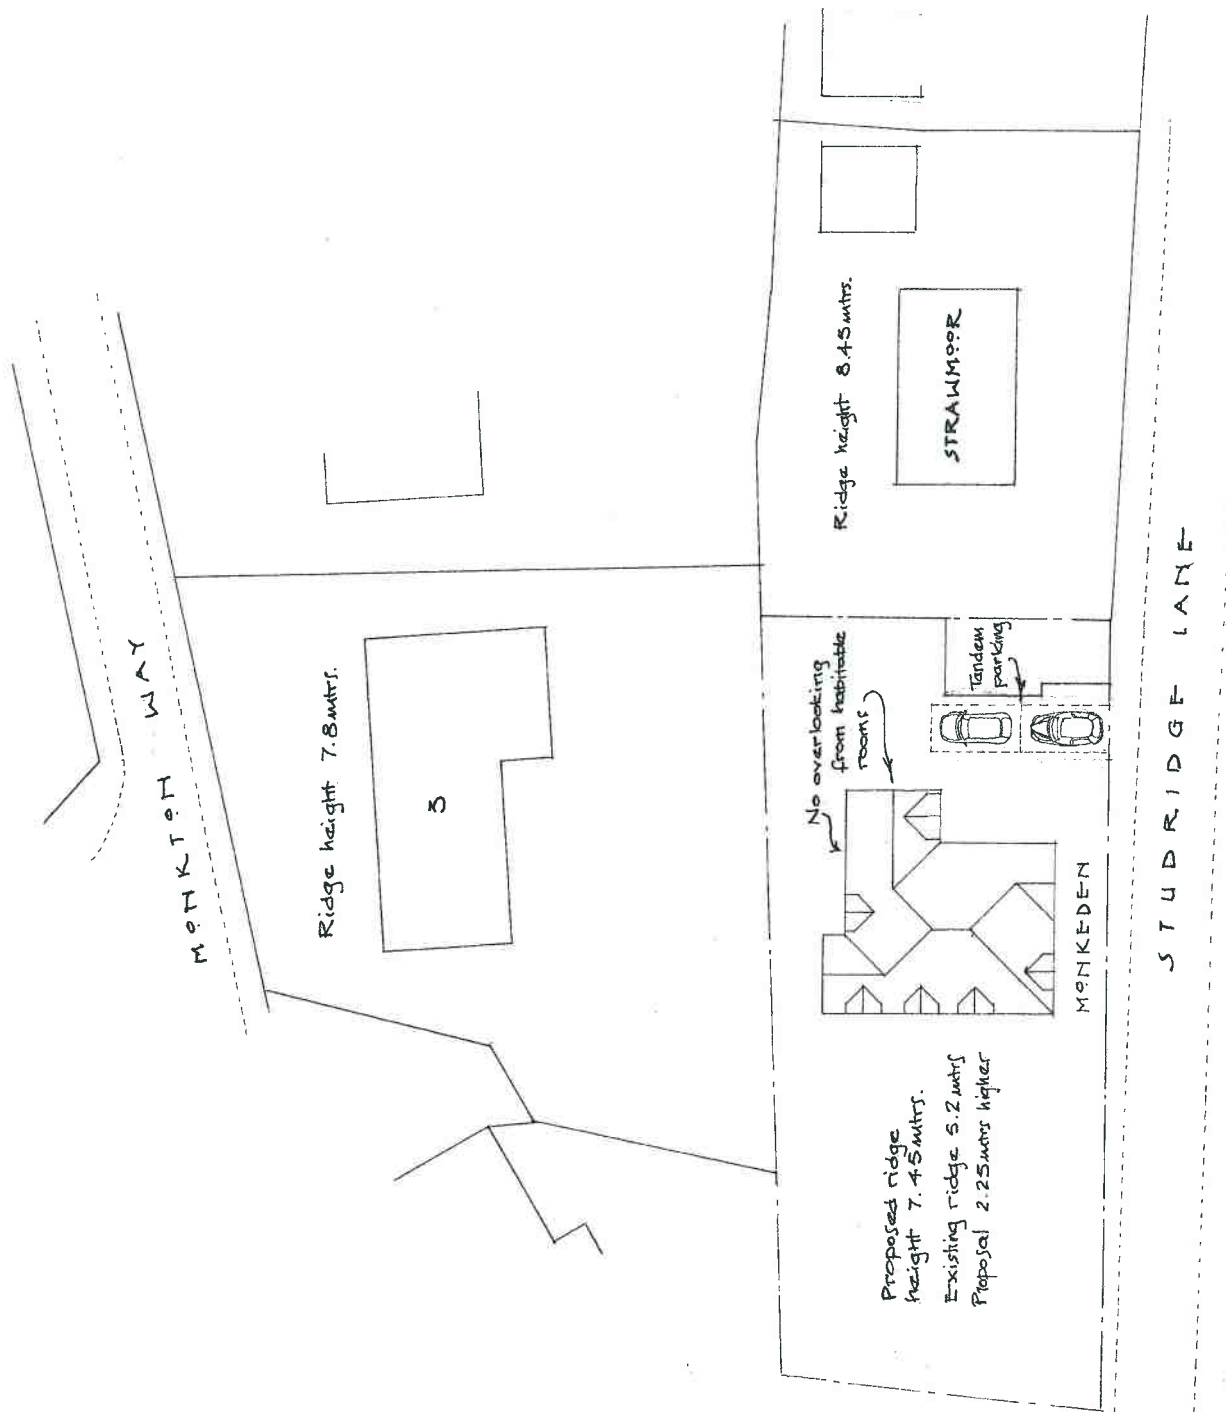 MONKTON WAY
Ridge height 7.8mtrs.
3
Ridge height 8.45mtrs.
STRAWMOOR
No overlooking
from habitable
rooms
Tandem
parking
MONKEDEN
Proposed ridge
height 7.45mtrs.
Existing ridge 5.2mtrs
Proposal 2.25mtrs higher
STUDRIDGE LANE